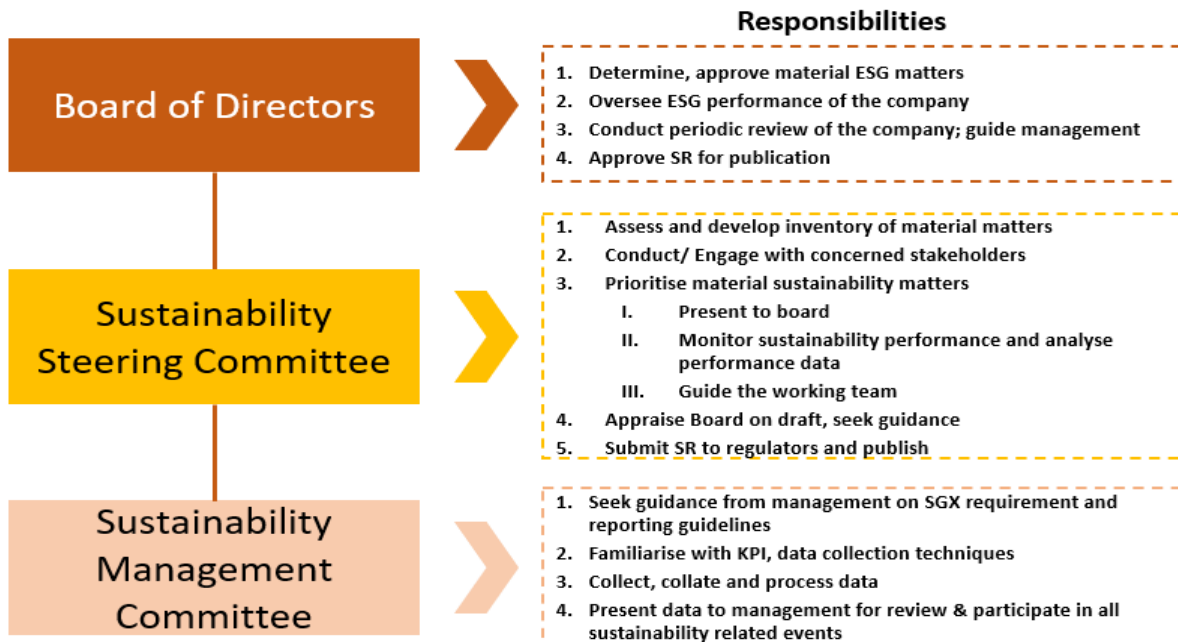 Responsibilities
Board of Directors
1. Determine, approve material ESG matters
2. Oversee ESG performance of the company
3. Conduct periodic review of the company; guide management
4. Approve SR for publication
Sustainability
Steering Committee
1. Assess and develop inventory of material matters
2. Conduct/ Engage with concerned stakeholders
3. Prioritise material sustainability matters
I. Present to board
II. Monitor sustainability performance and analyse
performance data
III. Guide the working team
4. Appraise Board on draft, seek guidance
5. Submit SR to regulators and publish
Sustainability
Management
Committee
1. Seek guidance from management on SGX requirement and
reporting guidelines
2. Familiarise with KPI, data collection techniques
3. Collect, collate and process data
4. Present data to management for review & participate in all
sustainability related events